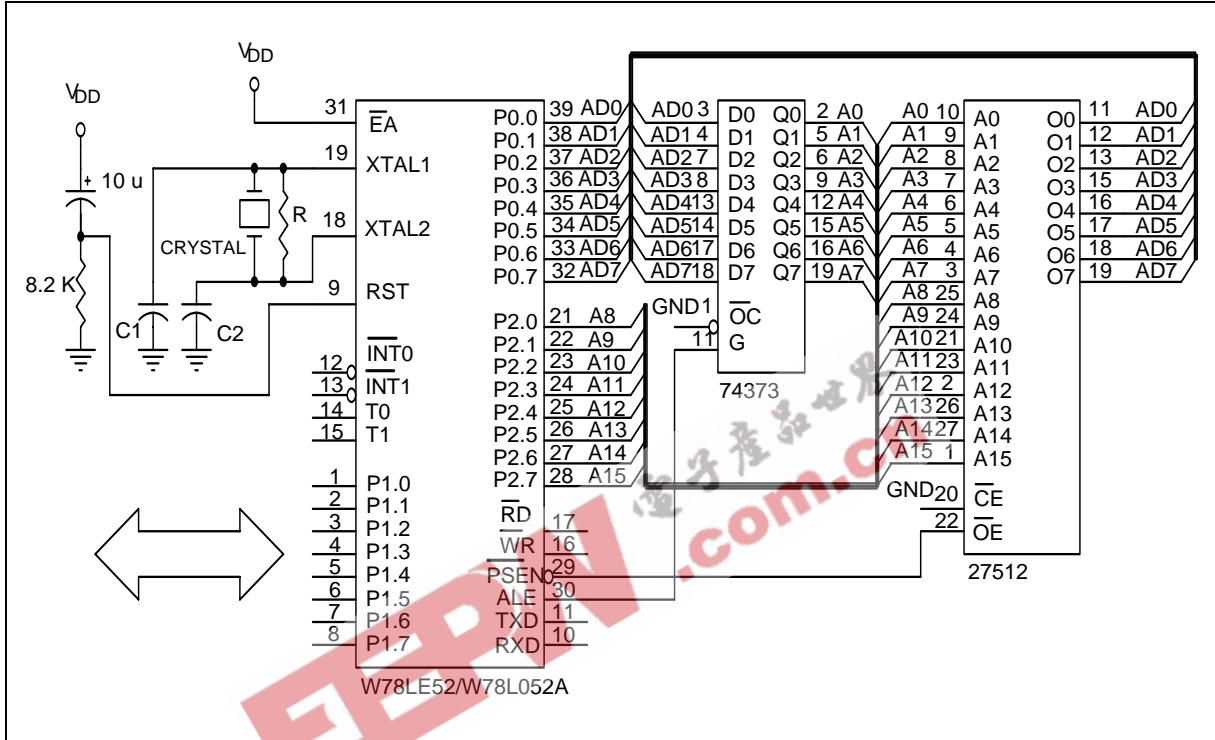 VDD
VDD
10 u
+
8.2 K
C1
C2
CRYSTAL
R
31 EA
19 XTAL1
18 XTAL2
9 RST
12 INT0
13 INT1
14 T0
15 T1
1 P1.0
2 P1.1
3 P1.2
4 P1.3
5 P1.4
6 P1.5
7 P1.6
8 P1.7
P0.0 39 AD0
P0.1 38 AD1
P0.2 37 AD2
P0.3 36 AD3
P0.4 35 AD4
P0.5 34 AD5
P0.6 33 AD6
P0.7 32 AD7
P2.0 21 A8
P2.1 22 A9
P2.2 23 A10
P2.3 24 A11
P2.4 25 A12
P2.5 26 A13
P2.6 27 A14
P2.7 28 A15
RD 17
WR 16
PSEN 29
ALE 30
TXD 11
RXD 10
W78LE52/W78L052A
AD0 3 D0 Q0 2 A0
AD1 4 D1 Q1 5 A1
AD2 7 D2 Q2 6 A2
AD3 8 D3 Q3 9 A3
AD4 13 D4 Q4 12 A4
AD5 14 D5 Q5 15 A5
AD6 17 D6 Q6 16 A6
AD7 18 D7 Q7 19 A7
GND 1 OC
11 G
74373
A0 10 A0 O0 11 AD0
A1 9 A1 O1 12 AD1
A2 8 A2 O2 13 AD2
A3 7 A3 O3 15 AD3
A4 6 A4 O4 16 AD4
A5 5 A5 O5 17 AD5
A6 4 A6 O6 18 AD6
A7 3 A7 O7 19 AD7
A8 25 A8
A9 24 A9
A10 21 A10
A11 23 A11
A12 2 A12
A13 26 A13
A14 27 A14
A15 1 A15
GND 20 CE
22 OE
27512
電子產品世界
EEPW .com.cn